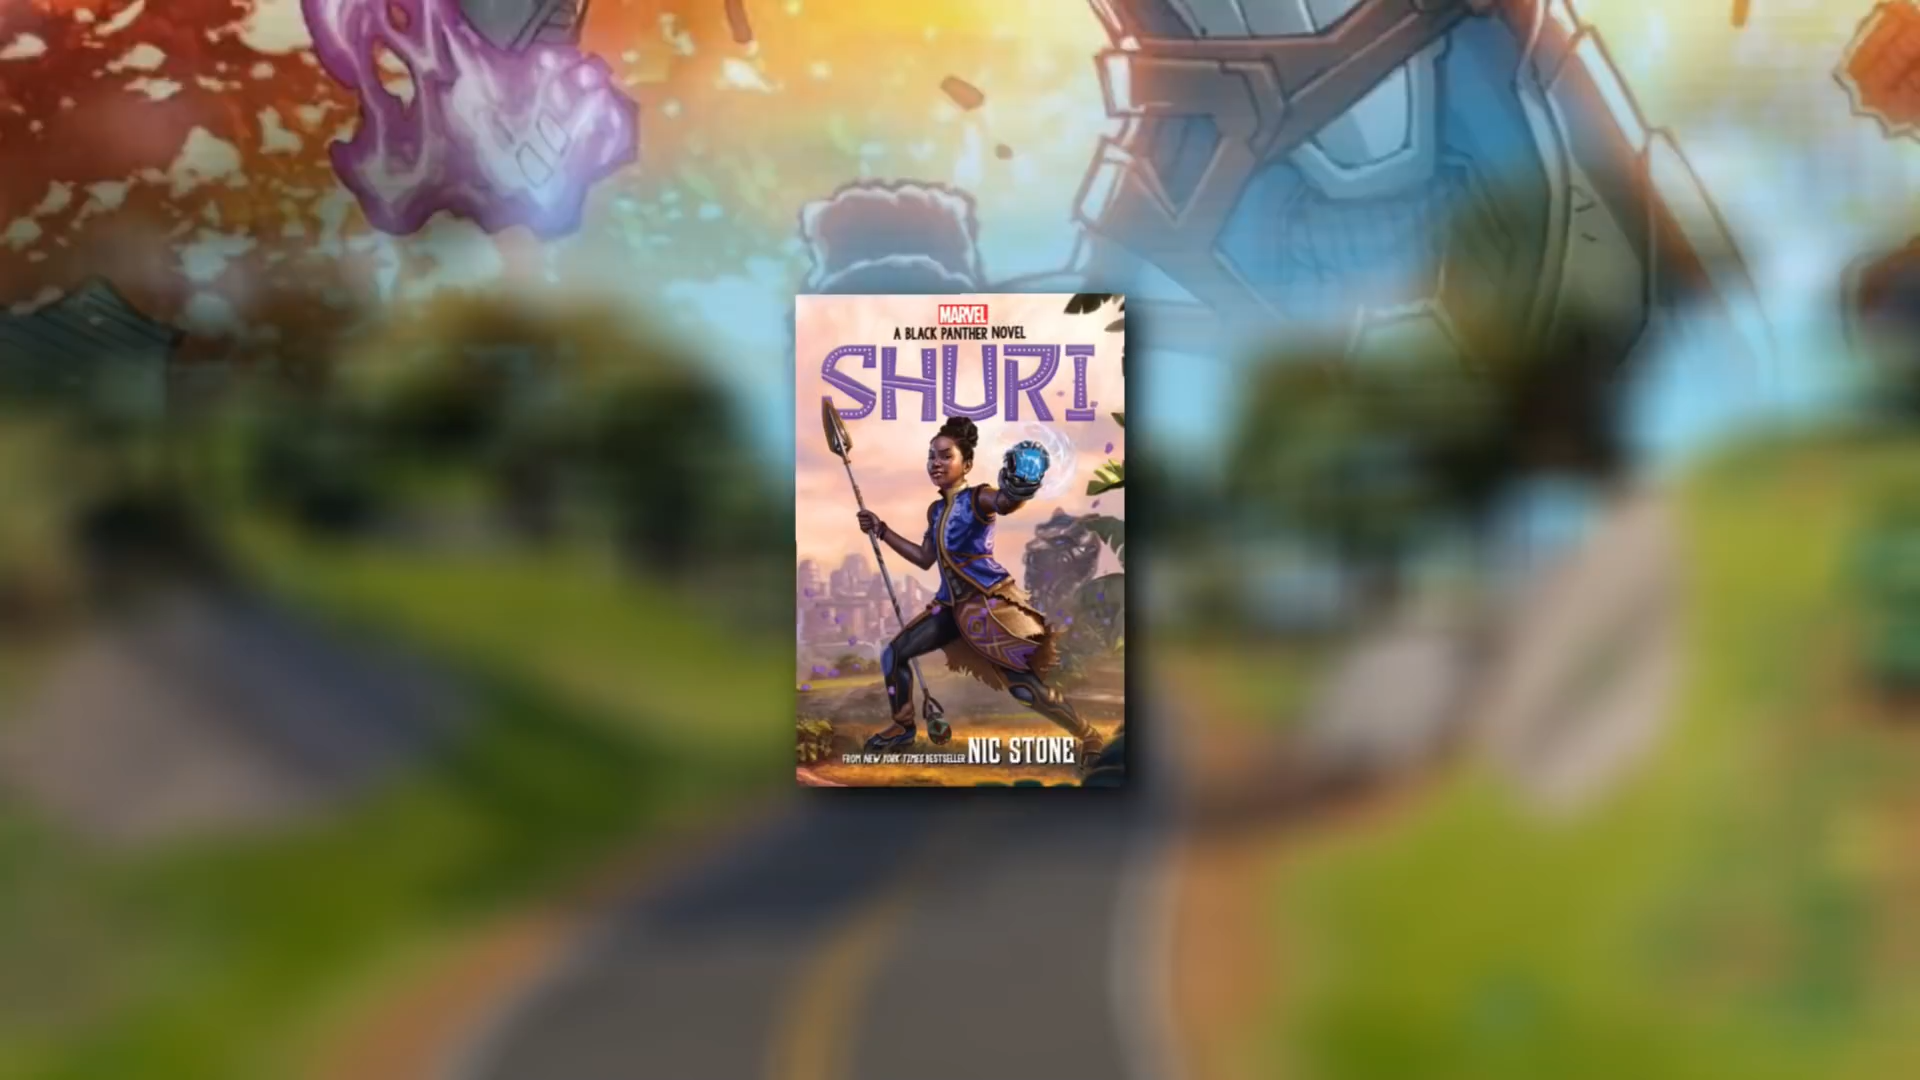 MARVEL
A BLACK PANTHER NOVEL
SHURI
FROM NEW YORK TIMES BESTSELLER NIC STONE